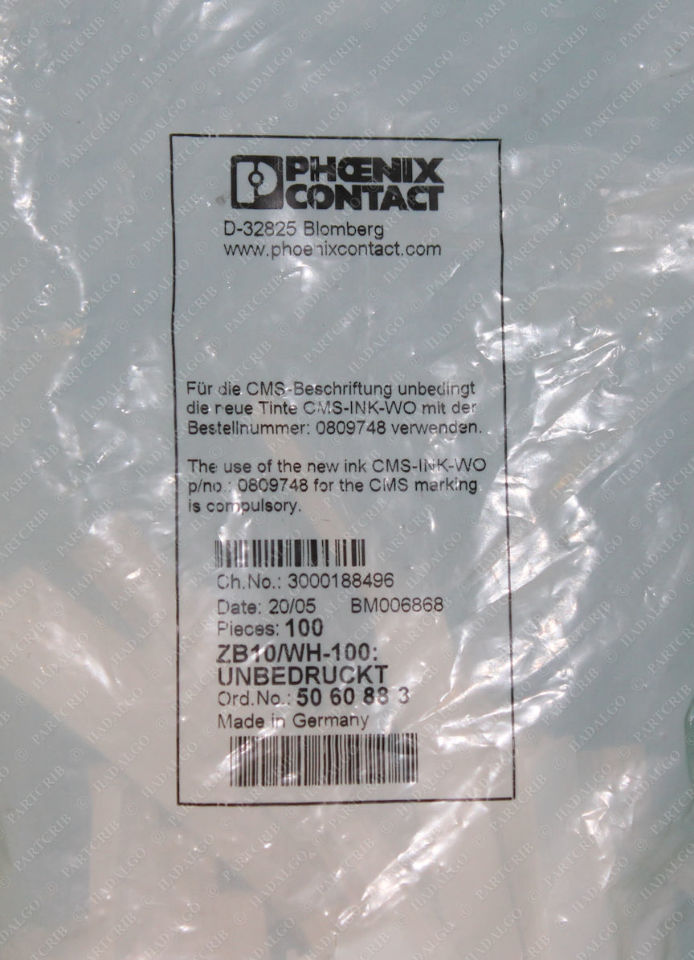 PHŒNIX
CONTACT
D-32825 Blomberg
www.phoenixcontact.com
Für die CMS-Beschriftung unbedingt
die neue Tinte CMS-INK-WO mit der
Bestellnummer: 0809748 verwenden.
The use of the new ink CMS-INK-WO
p/no.: 0809748 for the CMS marking
is compulsory.
Ch.No.: 3000188496
Date: 20/05 BM006868
Pieces: 100
ZB10/WH-100:
UNBEDRUCKT
Ord.No.: 50 60 88 3
Made in Germany
© PARTCRIB
© HADALGO